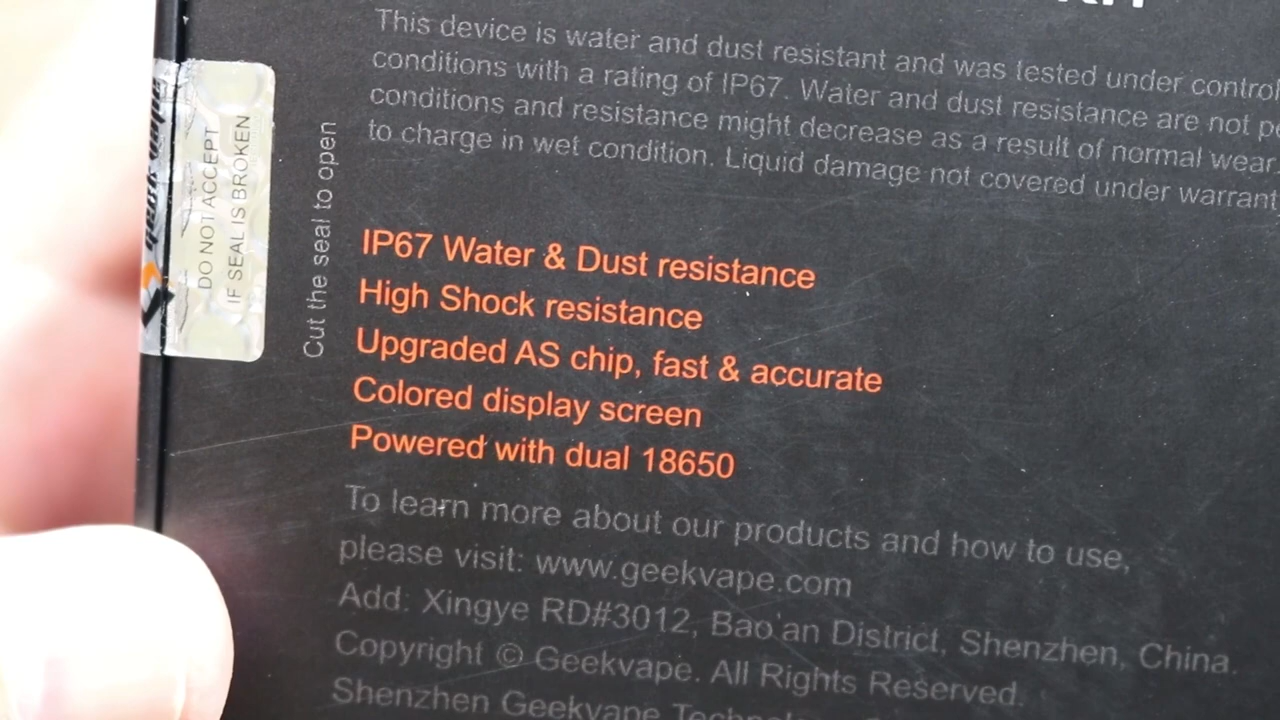 This device is water and dust resistant and was tested under
conditions with a rating of IP67. Water and dust resistance are not
conditions and resistance might decrease as a result of normal wear.
to charge in wet condition. Liquid damage not covered under
DO NOT ACCEPT
IF SEAL IS BROKEN
Cut the seal to open
IP67 Water & Dust resistance
High Shock resistance
Upgraded AS chip, fast & accurate
Colored display screen
Powered with dual 18650
To learn more about our products and how to use,
please visit: www.geekvape.com
Add: Xingye RD#3012, Bao'an District, Shenzhen, China.
Copyright © Geekvape. All Rights Reserved.
Shenzhen Geekvape